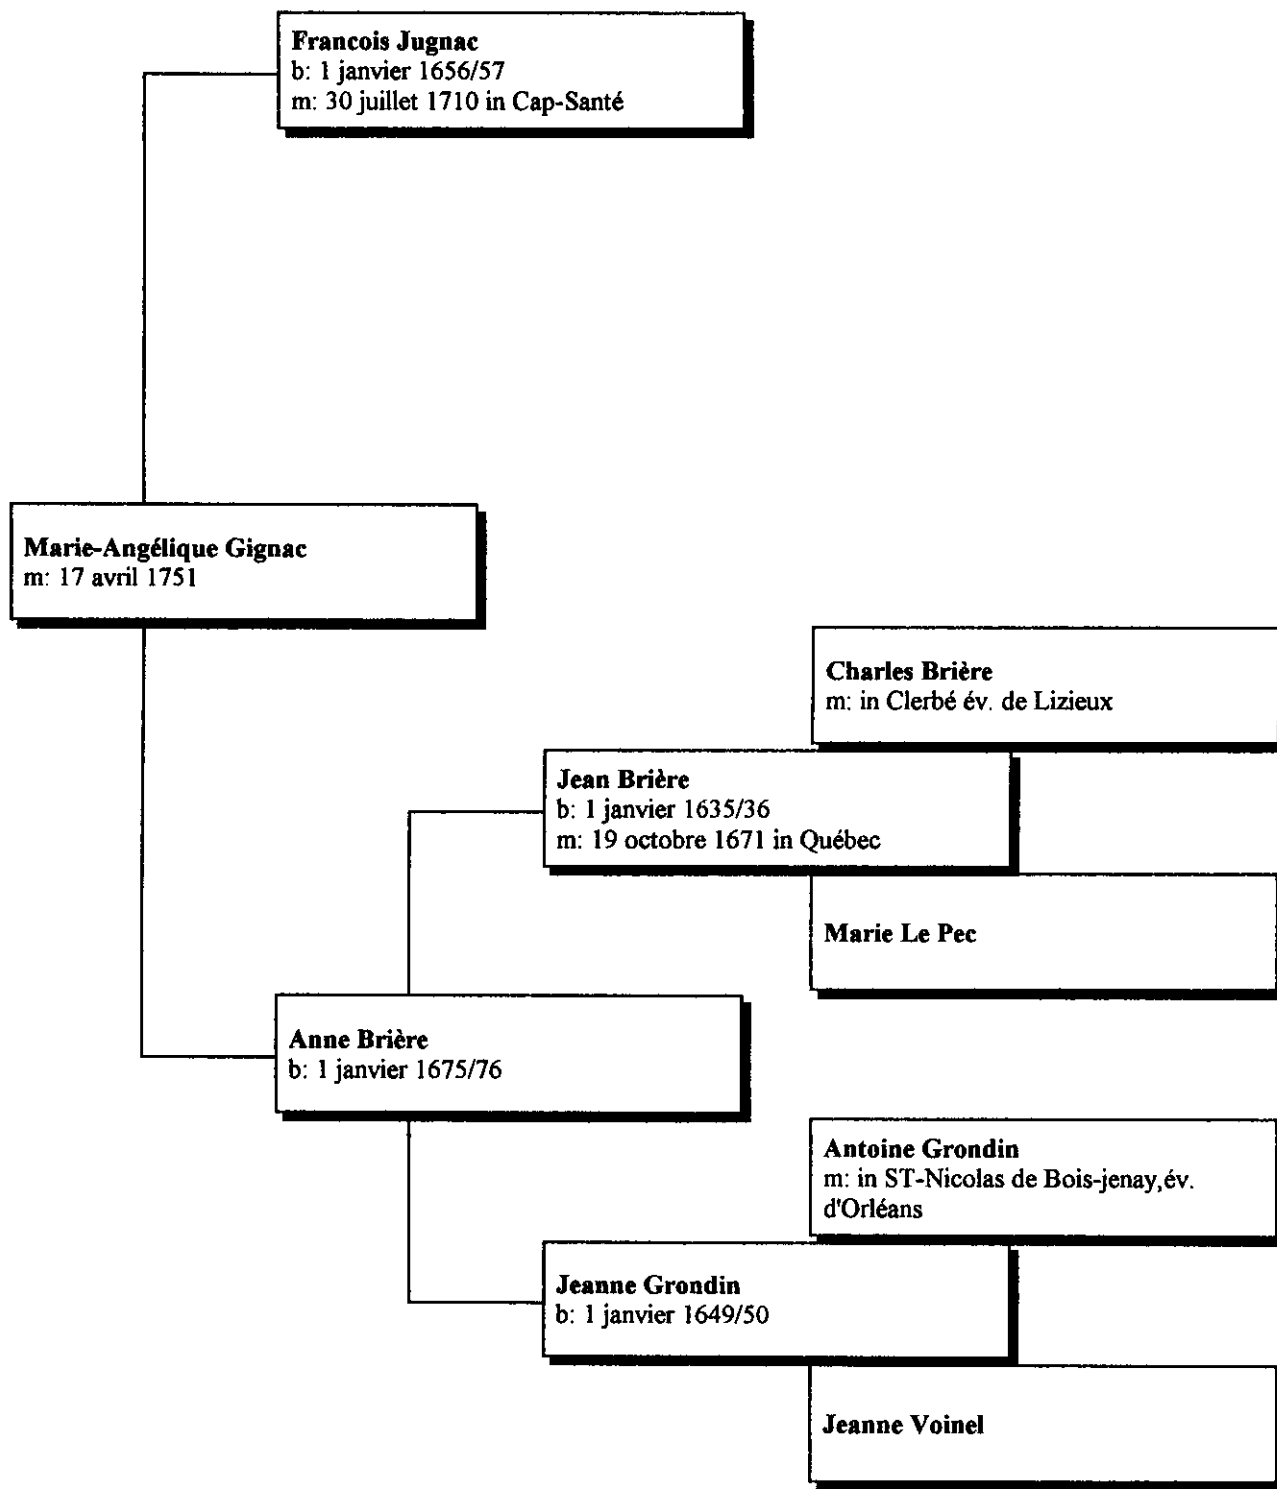 Francois Jugnac
b: 1 janvier 1656/57
m: 30 juillet 1710 in Cap-Santé
Marie-Angélique Gignac
m: 17 avril 1751
Charles Brière
m: in Clerbé év. de Lizieux
Jean Brière
b: 1 janvier 1635/36
m: 19 octobre 1671 in Québec
Marie Le Pec
Anne Brière
b: 1 janvier 1675/76
Antoine Grondin
m: in ST-Nicolas de Bois-jenay,év.
d'Orléans
Jeanne Grondin
b: 1 janvier 1649/50
Jeanne Voinel